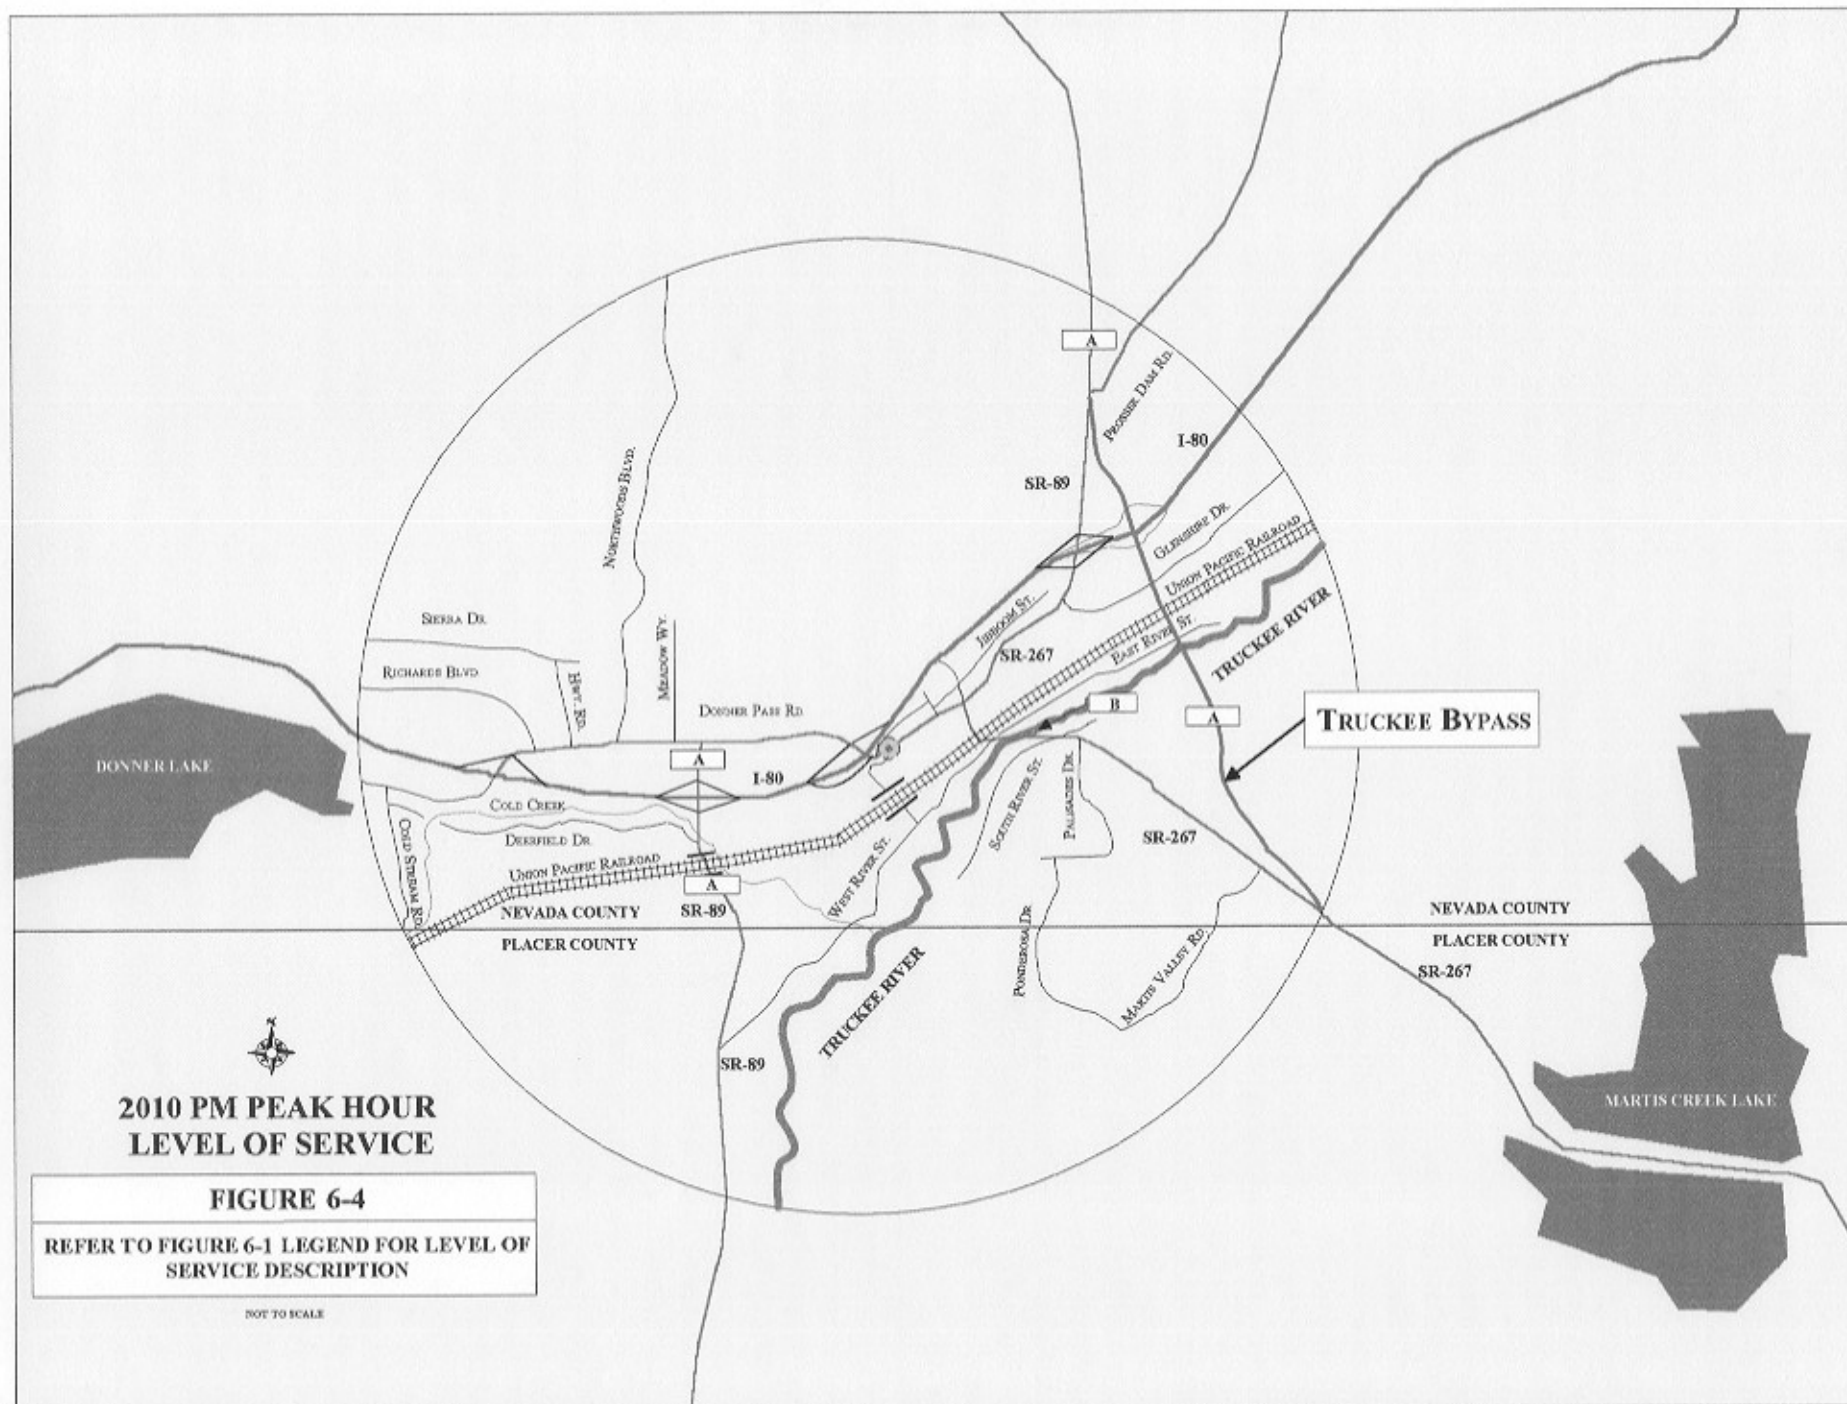 A
PROSSER DAM RD.
I-80
SR-89
NORTHWOODS BLVD.
GLENSHIRE DR.
UNION PACIFIC RAILROAD
SIERRA DR.
JIBBOOM ST.
EAST RIVER ST.
TRUCKEE RIVER
MEADOW WY.
SR-267
RICHARDS BLVD.
HWY. RD.
DONNER PASS RD.
B
A
TRUCKEE BYPASS
DONNER LAKE
A
I-80
COLD CREEK
SOUTH RIVER ST.
PALISADES DR.
DEERFIELD DR.
COLD STREAM RD.
UNION PACIFIC RAILROAD
WEST RIVER ST.
SR-267
A
NEVADA COUNTY
SR-89
NEVADA COUNTY
PLACER COUNTY
PLACER COUNTY
PONDEROSA DR.
MARTIS VALLEY RD.
SR-267
TRUCKEE RIVER
N
SR-89
MARTIS CREEK LAKE
2010 PM PEAK HOUR
LEVEL OF SERVICE
FIGURE 6-4
REFER TO FIGURE 6-1 LEGEND FOR LEVEL OF
SERVICE DESCRIPTION
NOT TO SCALE